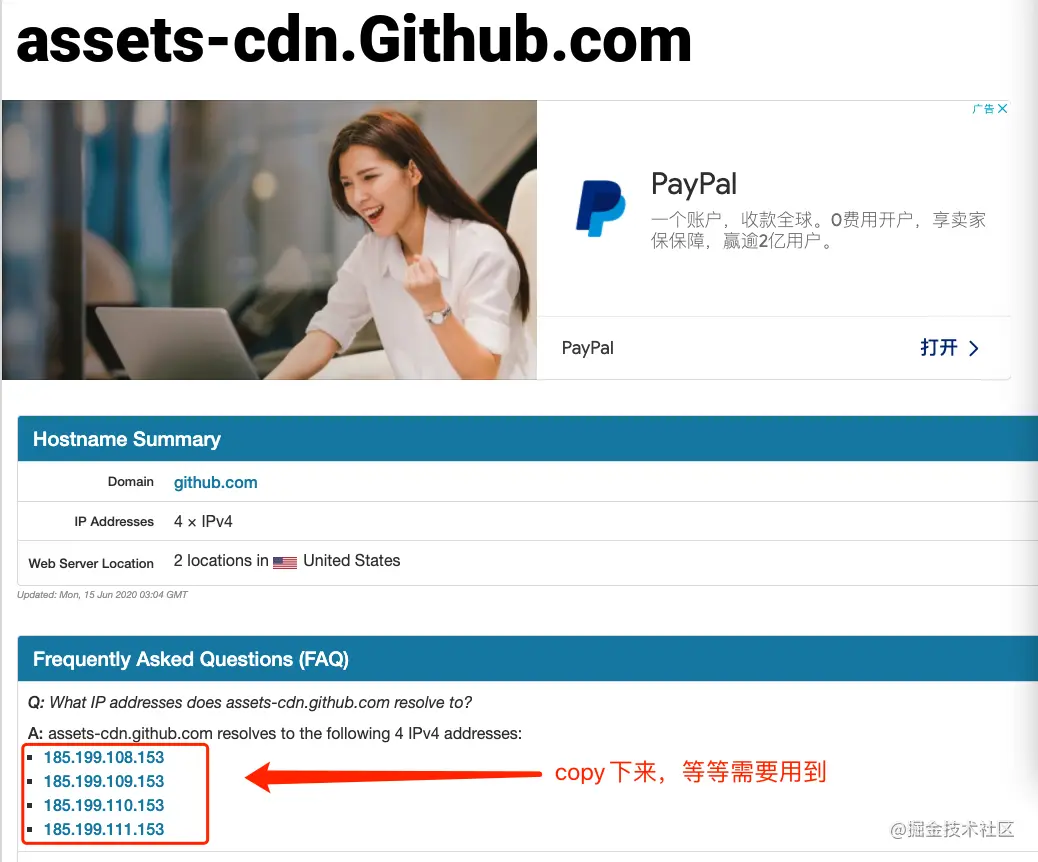 assets-cdn.Github.com
广告
PayPal
一个账户，收款全球。0费用开户，享卖家
保保障，赢逾2亿用户。
PayPal
打开
Hostname Summary
Domain github.com
IP Addresses 4 × IPv4
Web Server Location 2 locations in United States
Updated: Mon, 15 Jun 2020 03:04 GMT
Frequently Asked Questions (FAQ)
Q: What IP addresses does assets-cdn.github.com resolve to?
A: assets-cdn.github.com resolves to the following 4 IPv4 addresses:
185.199.108.153
185.199.109.153
185.199.110.153
185.199.111.153
copy下来，等等需要用到
@掘金技术社区